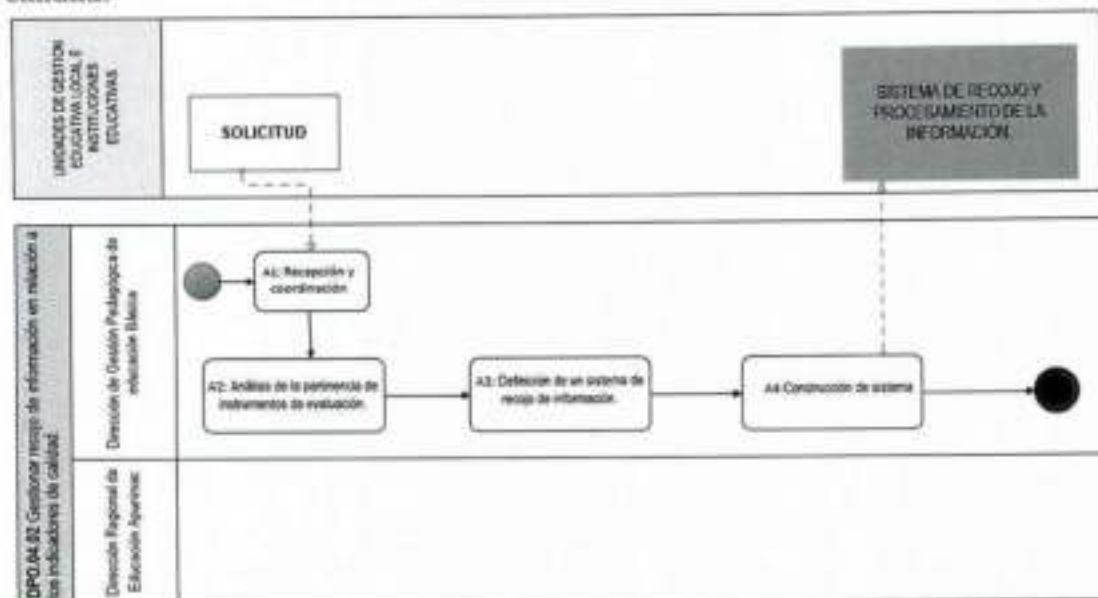 UNIDADES DE GESTION
EDUCATIVA LOCAL E
INSTITUCIONES
EDUCATIVAS
SOLICITUD
SISTEMA DE RECOJO Y
PROCESAMIENTO DE LA
INFORMACIÓN.
DPO.04.02 Gestionar recojo de información en relación a
los indicadores de calidad.
Dirección de Gestión Pedagógica de
educación Básica
A1: Recepción y
coordinación
A2: Análisis de la pertinencia de
instrumentos de evaluación.
A3: Definición de un sistema de
recojo de información.
A4 Construcción de sistema
Dirección Regional de
Educación Apurímac